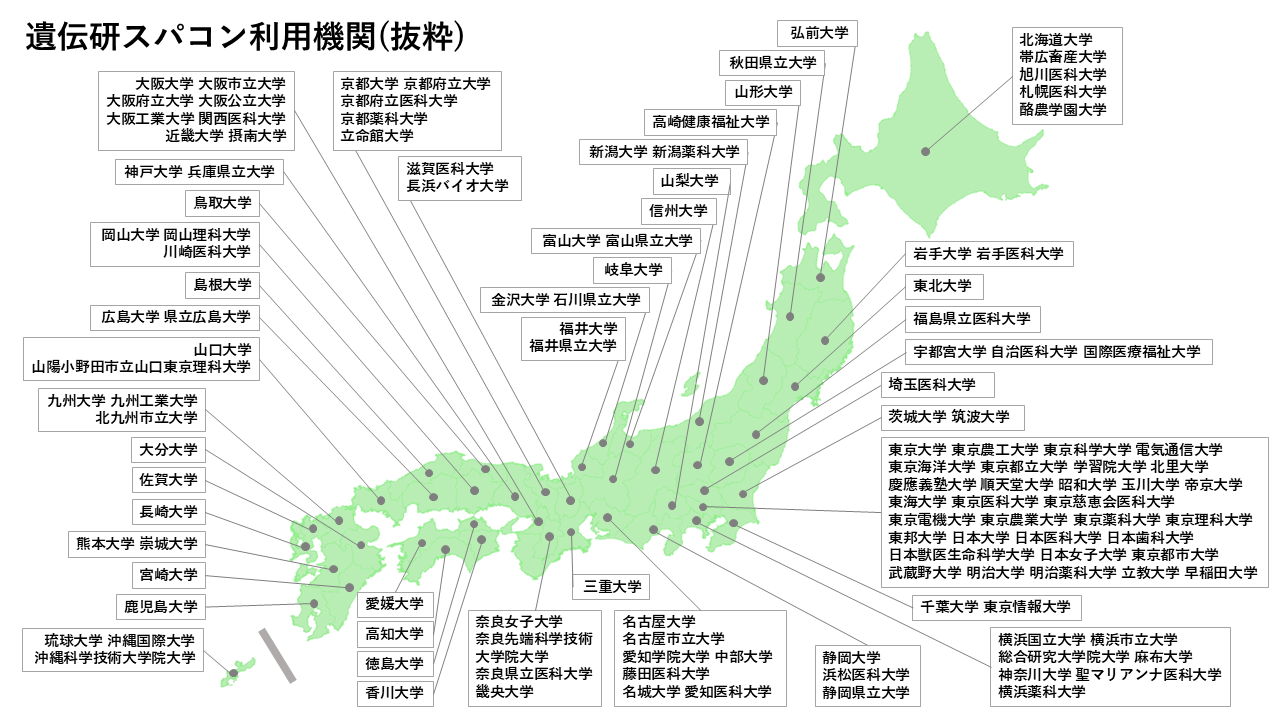 遺伝研スパコン利用機関(抜粋)
大阪大学 大阪市立大学
大阪府立大学 大阪公立大学
大阪工業大学 関西医科大学
近畿大学 摂南大学
京都大学 京都府立大学
京都府立医科大学
京都薬科大学
立命館大学
神戸大学 兵庫県立大学
滋賀医科大学
長浜バイオ大学
鳥取大学
岡山大学 岡山理科大学
川崎医科大学
島根大学
広島大学 県立広島大学
山口大学
山陽小野田市立山口東京理科大学
九州大学 九州工業大学
北九州市立大学
大分大学
佐賀大学
長崎大学
熊本大学 崇城大学
宮崎大学
鹿児島大学
琉球大学 沖縄国際大学
沖縄科学技術大学院大学
弘前大学
秋田県立大学
山形大学
高崎健康福祉大学
新潟大学 新潟薬科大学
山梨大学
信州大学
富山大学 富山県立大学
岐阜大学
金沢大学 石川県立大学
福井大学
福井県立大学
北海道大学
帯広畜産大学
旭川医科大学
札幌医科大学
酪農学園大学
岩手大学 岩手医科大学
東北大学
福島県立医科大学
宇都宮大学 自治医科大学 国際医療福祉大学
埼玉医科大学
茨城大学 筑波大学
東京大学 東京農工大学 東京科学大学 電気通信大学
東京海洋大学 東京都立大学 学習院大学 北里大学
慶應義塾大学 順天堂大学 昭和大学 玉川大学 帝京大学
東海大学 東京医科大学 東京慈恵会医科大学
東京電機大学 東京農業大学 東京薬科大学 東京理科大学
東邦大学 日本大学 日本医科大学 日本歯科大学
日本獣医生命科学大学 日本女子大学 東京都市大学
武蔵野大学 明治大学 明治薬科大学 立教大学 早稲田大学
千葉大学 東京情報大学
横浜国立大学 横浜市立大学
総合研究大学院大学 麻布大学
神奈川大学 聖マリアンナ医科大学
横浜薬科大学
静岡大学
浜松医科大学
静岡県立大学
名古屋大学
名古屋市立大学
愛知学院大学 中部大学
藤田医科大学
名城大学 愛知医科大学
三重大学
奈良女子大学
奈良先端科学技術
大学院大学
奈良県立医科大学
畿央大学
愛媛大学
高知大学
徳島大学
香川大学